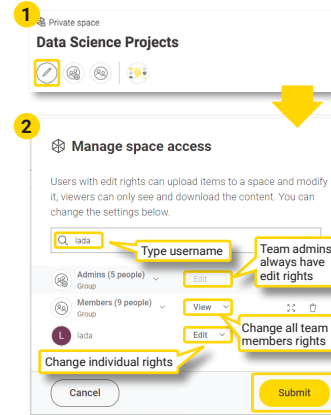 1
Private space
Data Science Projects
2
Manage space access
Users with edit rights can upload items to a space and modify
it, viewers can only see and download the content. You can
change the settings below.
lada
Type username
Team admins
always have
edit rights
Admins (5 people)
Group
Edit
Members (9 people)
Group
View
Change all team
members rights
L
lada
Edit
Change individual rights
Cancel
Submit